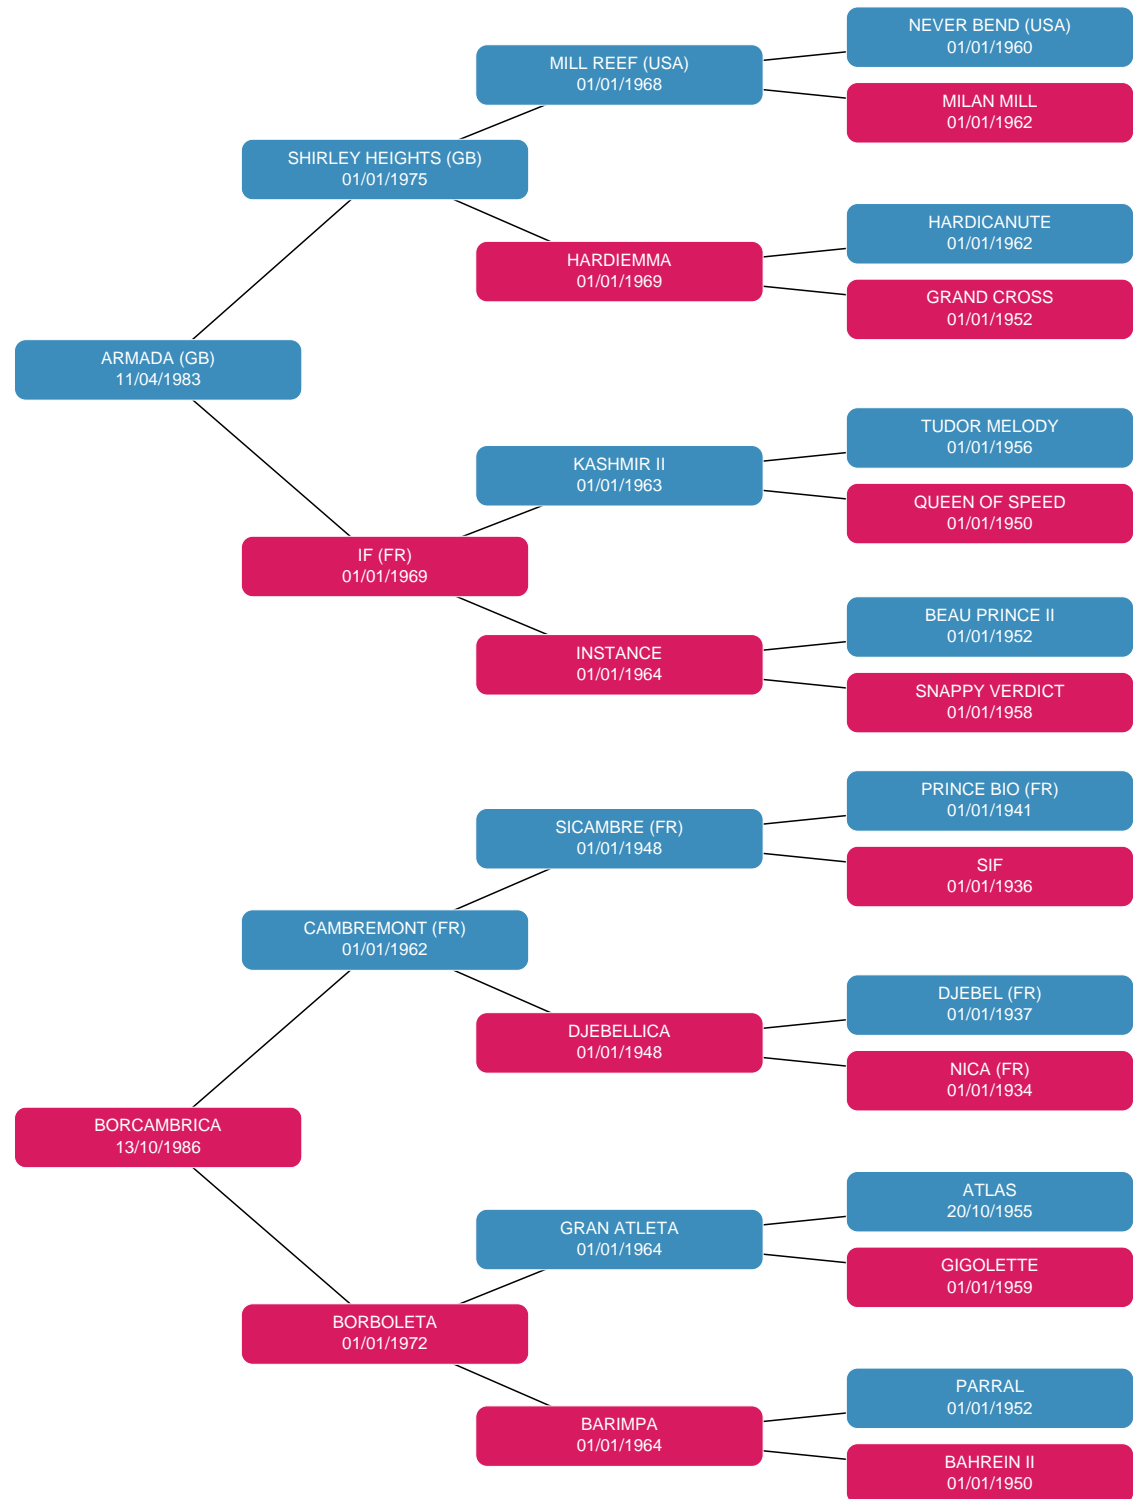 NEVER BEND (USA)
01/01/1960
MILL REEF (USA)
01/01/1968
MILAN MILL
01/01/1962
SHIRLEY HEIGHTS (GB)
01/01/1975
HARDICANUTE
01/01/1962
HARDIEMMA
01/01/1969
GRAND CROSS
01/01/1952
ARMADA (GB)
11/04/1983
TUDOR MELODY
01/01/1956
KASHMIR II
01/01/1963
QUEEN OF SPEED
01/01/1950
IF (FR)
01/01/1969
BEAU PRINCE II
01/01/1952
INSTANCE
01/01/1964
SNAPPY VERDICT
01/01/1958
PRINCE BIO (FR)
01/01/1941
SICAMBRE (FR)
01/01/1948
SIF
01/01/1936
CAMBREMONT (FR)
01/01/1962
DJEBEL (FR)
01/01/1937
DJEBELLICA
01/01/1948
NICA (FR)
01/01/1934
BORCAMBRICA
13/10/1986
ATLAS
20/10/1955
GRAN ATLETA
01/01/1964
GIGOLETTE
01/01/1959
BORBOLETA
01/01/1972
PARRAL
01/01/1952
BARIMPA
01/01/1964
BAHREIN II
01/01/1950